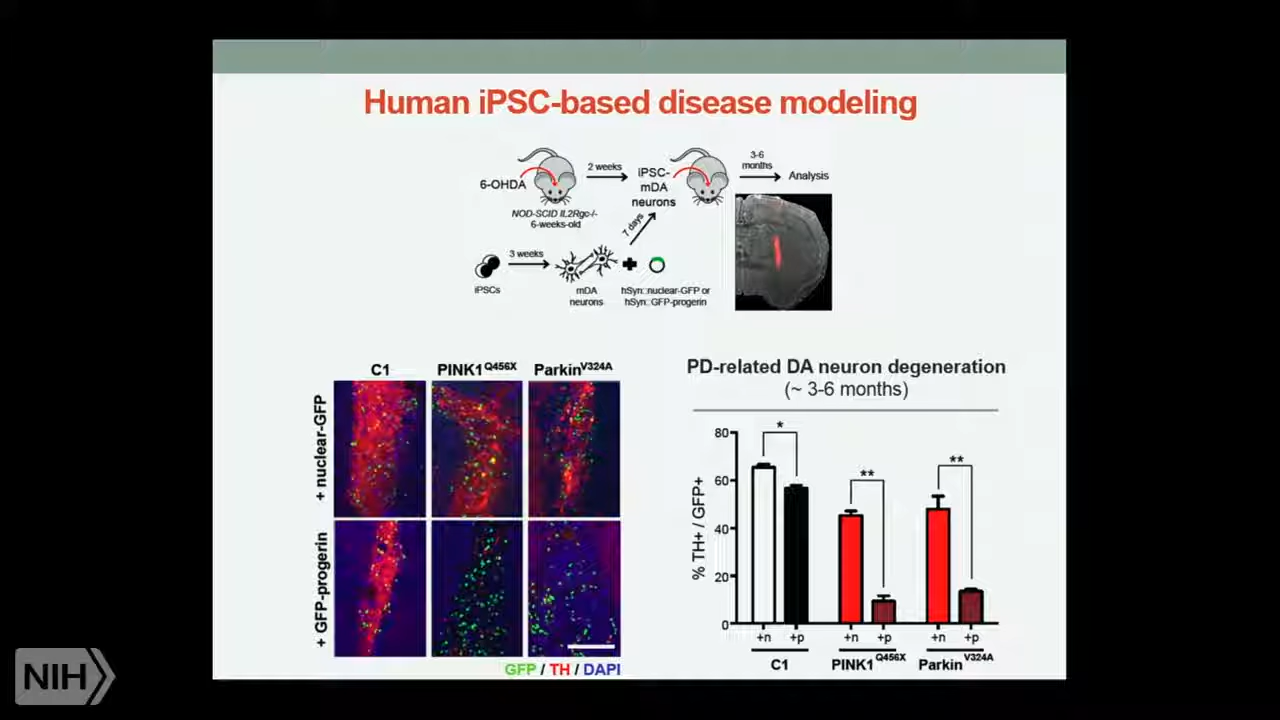 Human iPSC-based disease modeling
6-OHDA
NOD-SCID IL2Rgc-/-
6-weeks-old
2 weeks
iPSC-
mDA
neurons
3-6
months
Analysis
iPSCs
3 weeks
mDA
neurons
7 days
hSyn::nuclear-GFP or
hSyn::GFP-progerin
C1 PINK1Q456X ParkinV324A
+ nuclear-GFP
+ GFP-progerin
GFP / TH / DAPI
PD-related DA neuron degeneration
(~ 3-6 months)
% TH+ / GFP+
80
60
40
20
0
*
**
**
+n +p +n +p +n +p
C1 PINK1Q456X ParkinV324A
NIH